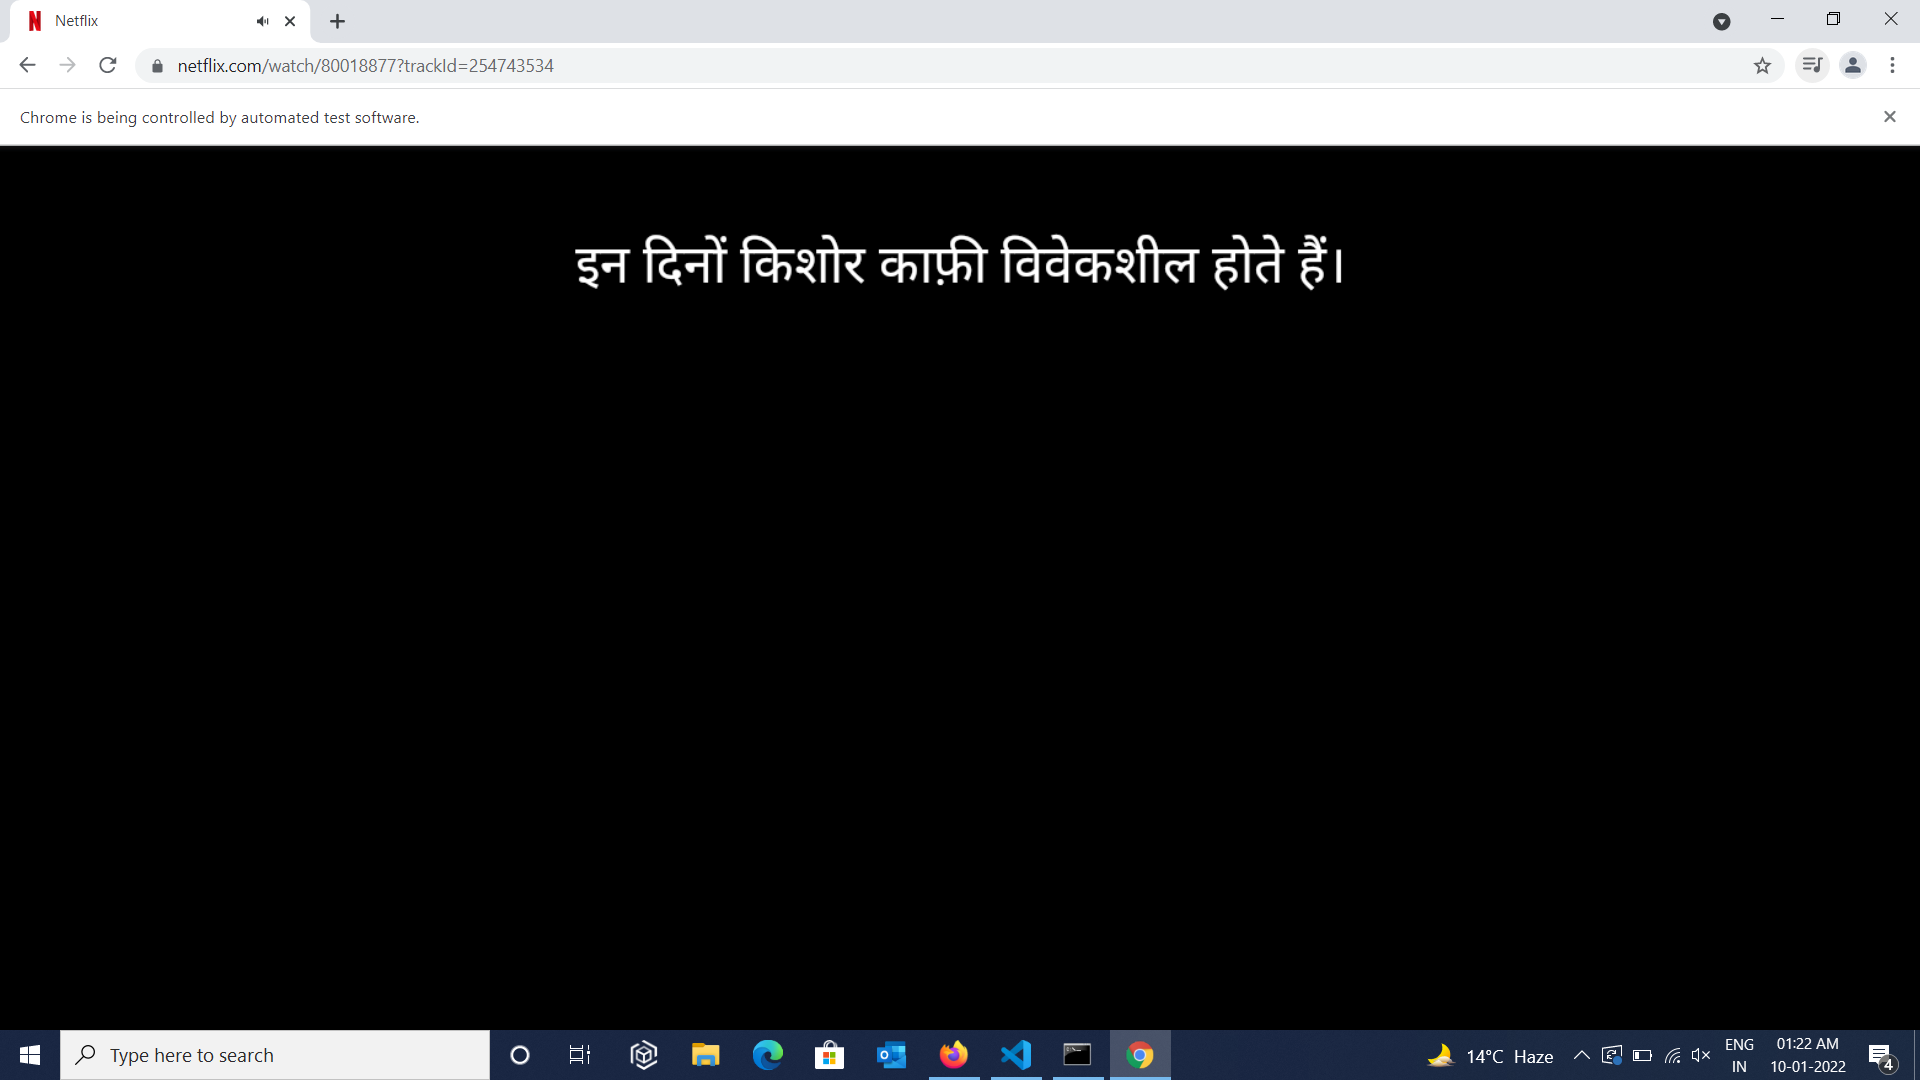 Netflix
netflix.com/watch/80018877?trackId=254743534
Chrome is being controlled by automated test software.
इन दिनों किशोर काफ़ी विवेकशील होते हैं।
Type here to search
14°C Haze
ENG
IN
01:22 AM
10-01-2022
4